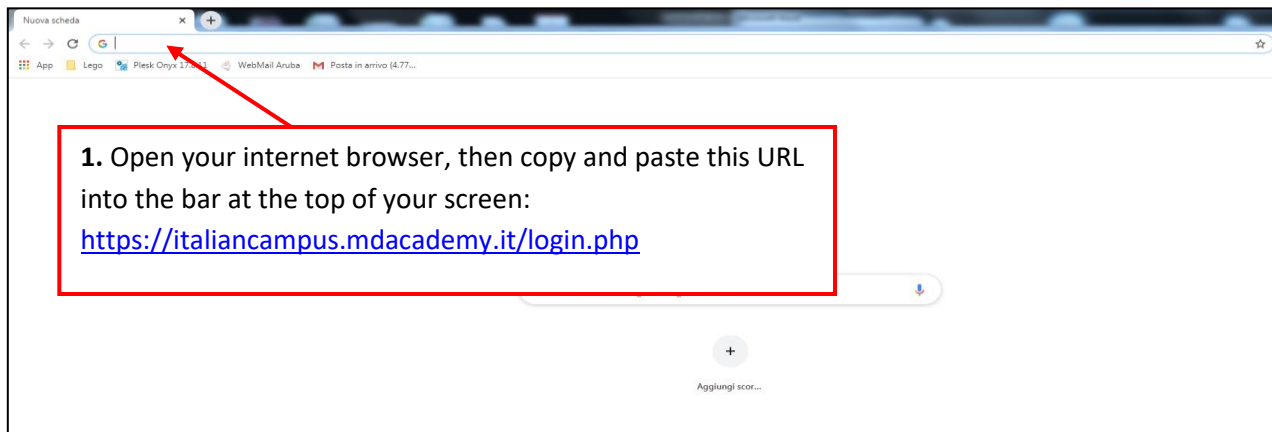 Nuova scheda
App Lego Plesk Onyx WebMail Aruba Posta in arrivo (4.77...
1. Open your internet browser, then copy and paste this URL
into the bar at the top of your screen:
https://italiancampus.mdacademy.it/login.php
Aggiungi scor...